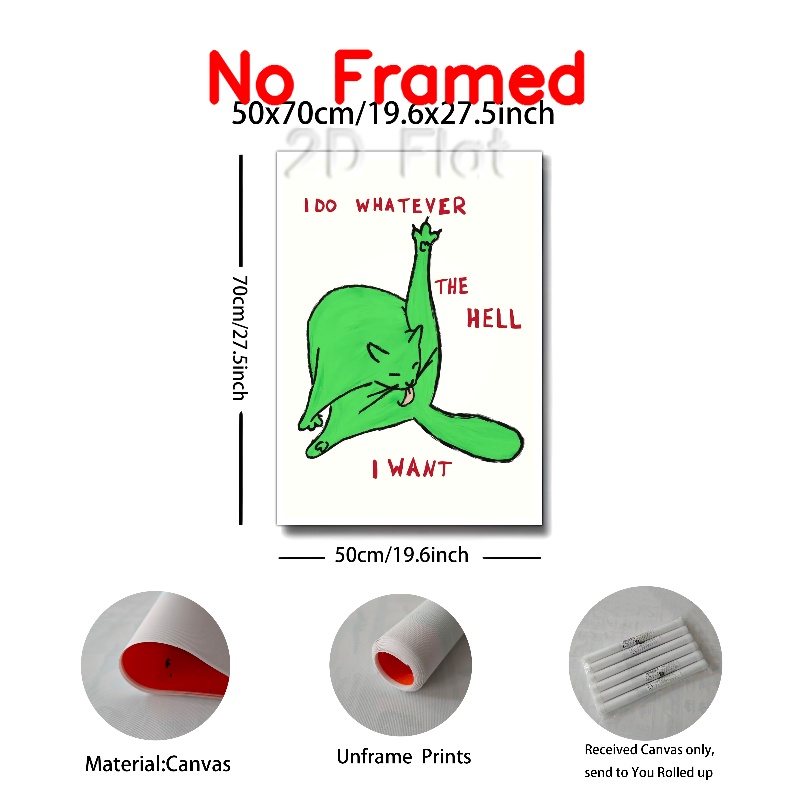 No Framed
50x70cm/19.6x27.5inch
2D Flat
I DO WHATEVER
THE
HELL
I WANT
70cm/27.5inch
50cm/19.6inch
Material:Canvas
Unframe Prints
Received Canvas only,
send to You Rolled up